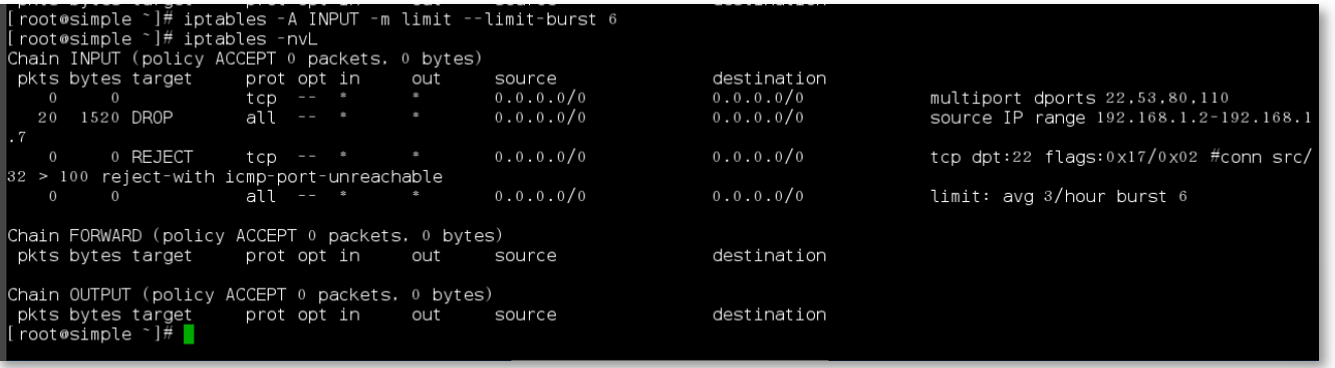 [root@simple ~]# iptables -A INPUT -m limit --limit-burst 6
[root@simple ~]# iptables -nvL
Chain INPUT (policy ACCEPT 0 packets, 0 bytes)
pkts bytes target prot opt in out source destination
0 0 tcp -- * * 0.0.0.0/0 0.0.0.0/0 multiport dports 22,53,80,110
20 1520 DROP all -- * * 0.0.0.0/0 0.0.0.0/0 source IP range 192.168.1.2-192.168.1
.7
0 0 REJECT tcp -- * * 0.0.0.0/0 0.0.0.0/0 tcp dpt:22 flags:0x17/0x02 #conn src/
32 > 100 reject-with icmp-port-unreachable
0 0 all -- * * 0.0.0.0/0 0.0.0.0/0 limit: avg 3/hour burst 6
Chain FORWARD (policy ACCEPT 0 packets, 0 bytes)
pkts bytes target prot opt in out source destination
Chain OUTPUT (policy ACCEPT 0 packets, 0 bytes)
pkts bytes target prot opt in out source destination
[root@simple ~]#